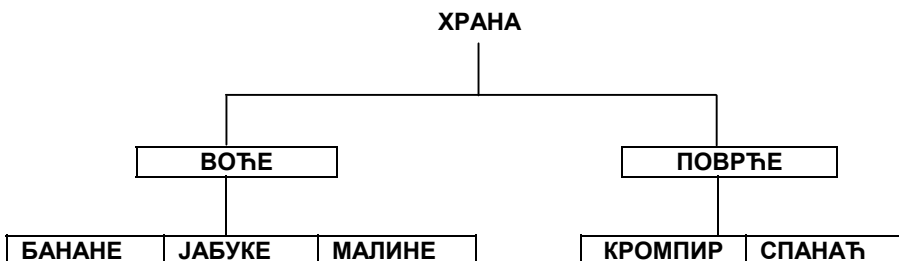 ХРАНА
ВОЋЕ ПОВРЋЕ
БАНАНЕ ЈАБУКЕ МАЛИНЕ КРОМПИР СПАНАЋ